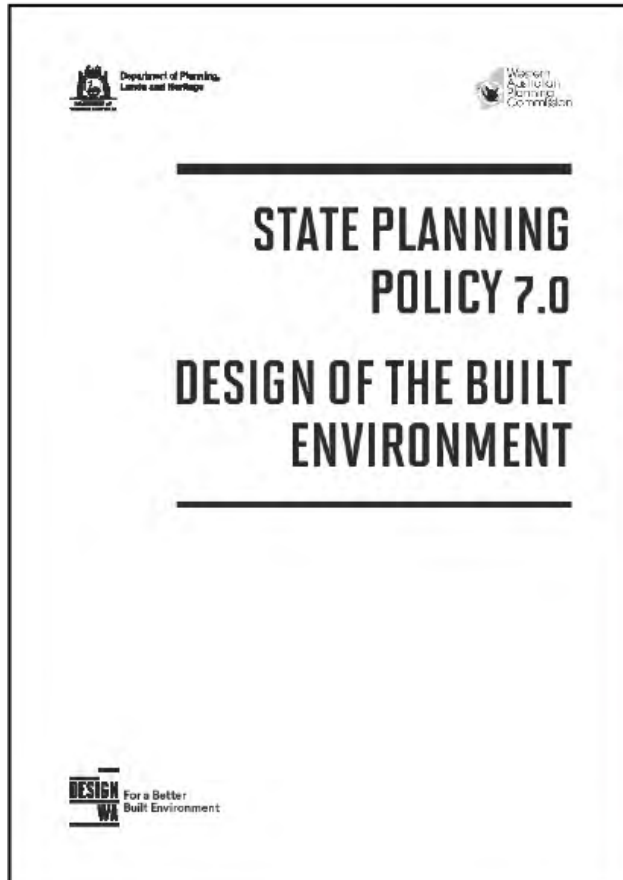 Department of Planning,
Lands and Heritage
Western
Australian
Planning
Commission
STATE PLANNING
POLICY 7.0
DESIGN OF THE BUILT
ENVIRONMENT
DESIGN
WA
For a Better
Built Environment